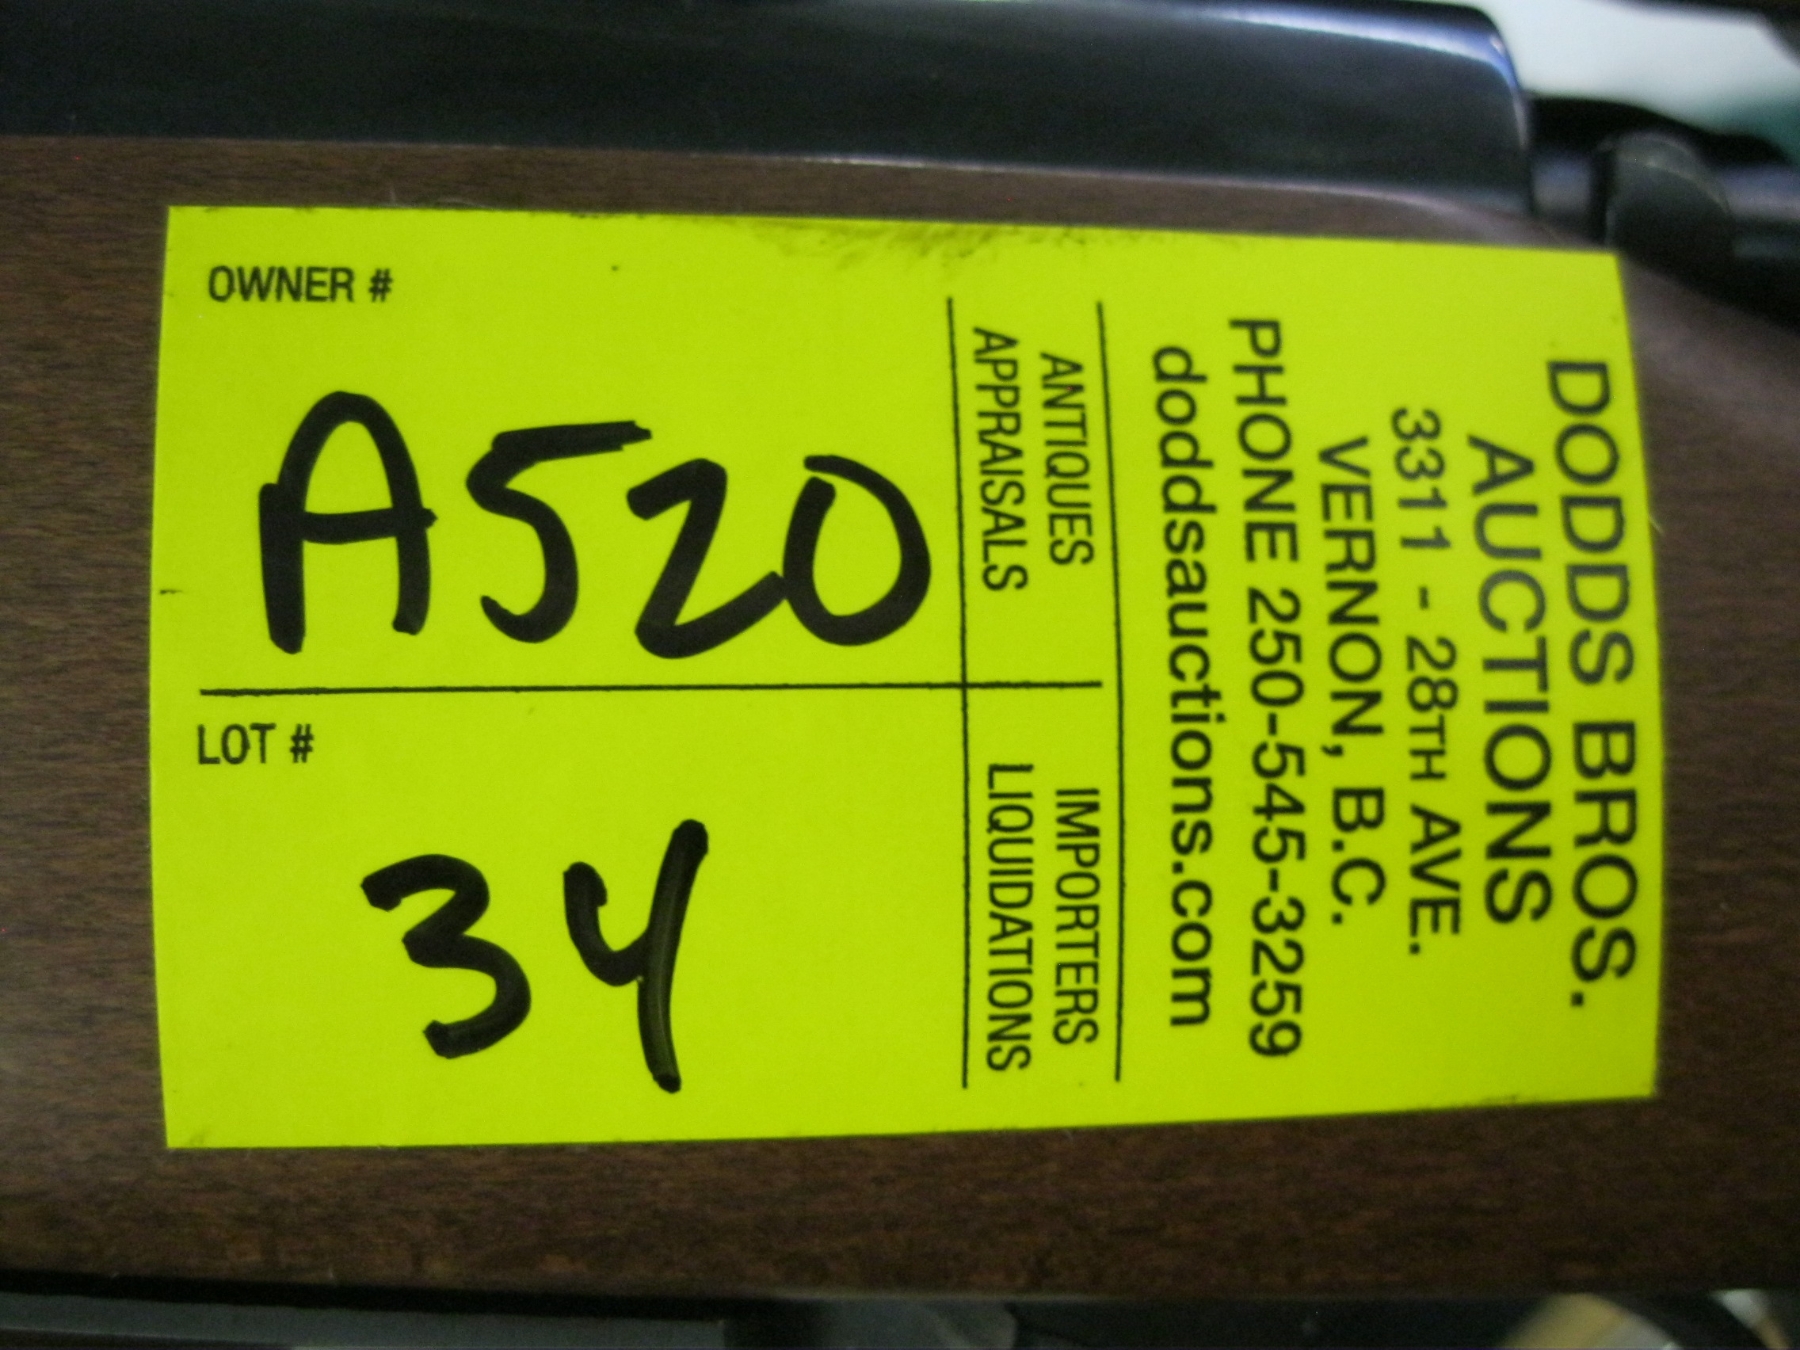 DODDS BROS.
AUCTIONS
3311 - 28TH AVE.
VERNON, B.C.
PHONE 250-545-3259
doddsauctions.com
ANTIQUES
APPRAISALS
IMPORTERS
LIQUIDATIONS
OWNER #
A520
LOT #
34